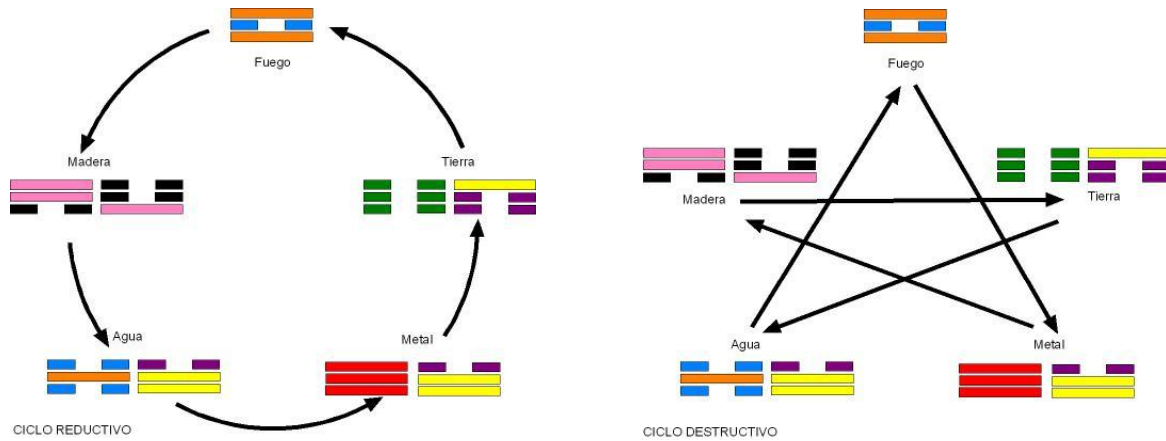 Fuego
Madera
Tierra
Agua
Metal
CICLO REDUCTIVO
Fuego
Madera
Tierra
Agua
Metal
CICLO DESTRUCTIVO